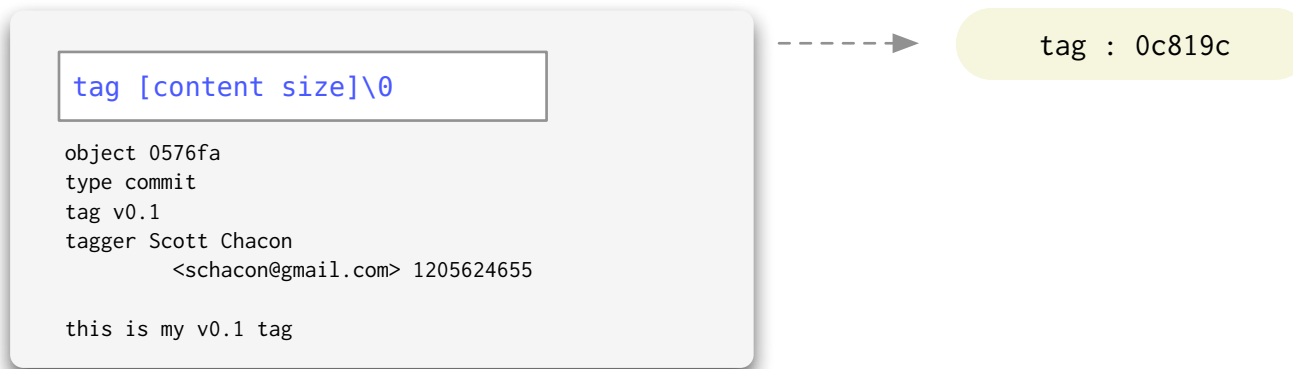 tag [content size]\0
object 0576fa
type commit
tag v0.1
tagger Scott Chacon
<schacon@gmail.com> 1205624655
this is my v0.1 tag
tag : 0c819c